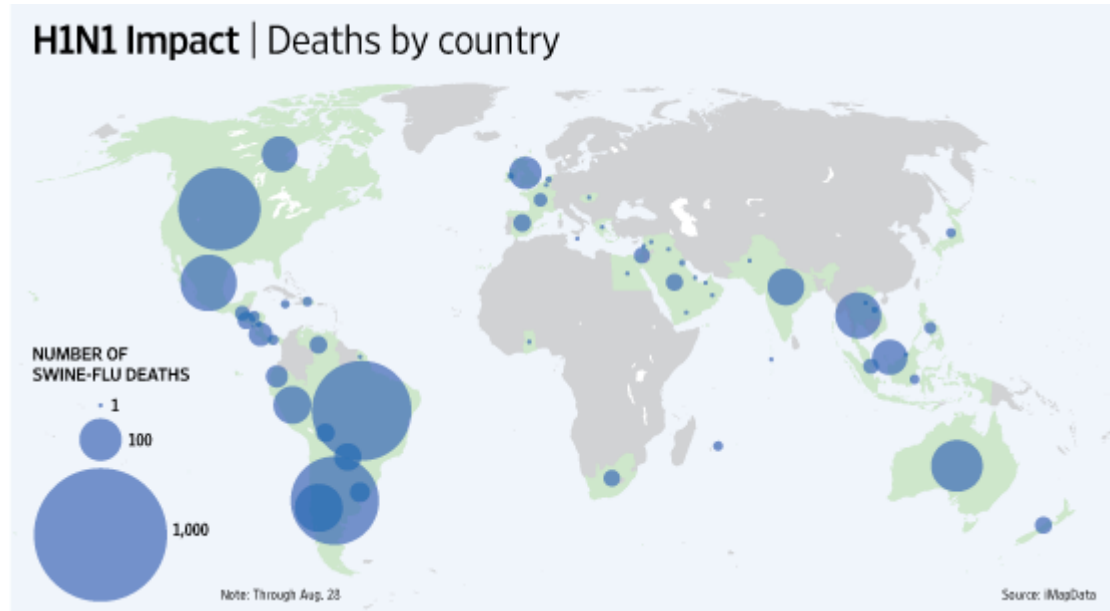 H1N1 Impact | Deaths by country
NUMBER OF
SWINE-FLU DEATHS
1
100
1,000
Note: Through Aug. 28
Source: iMapData